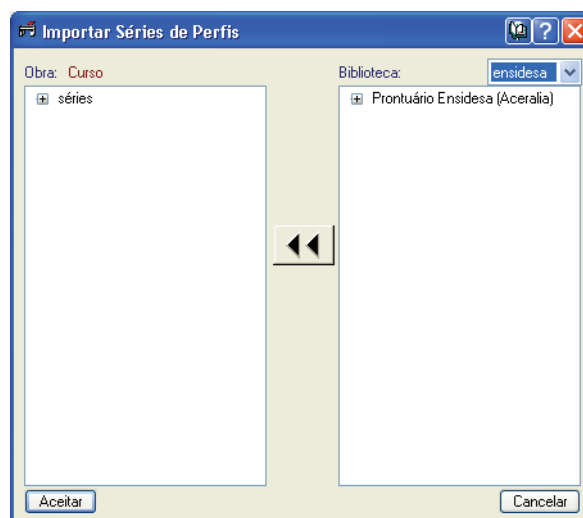 Importar Séries de Perfis
Obra: Curso
Biblioteca: ensidesa
séries
Prontuário Ensidesa (Aceralia)
Aceitar
Cancelar